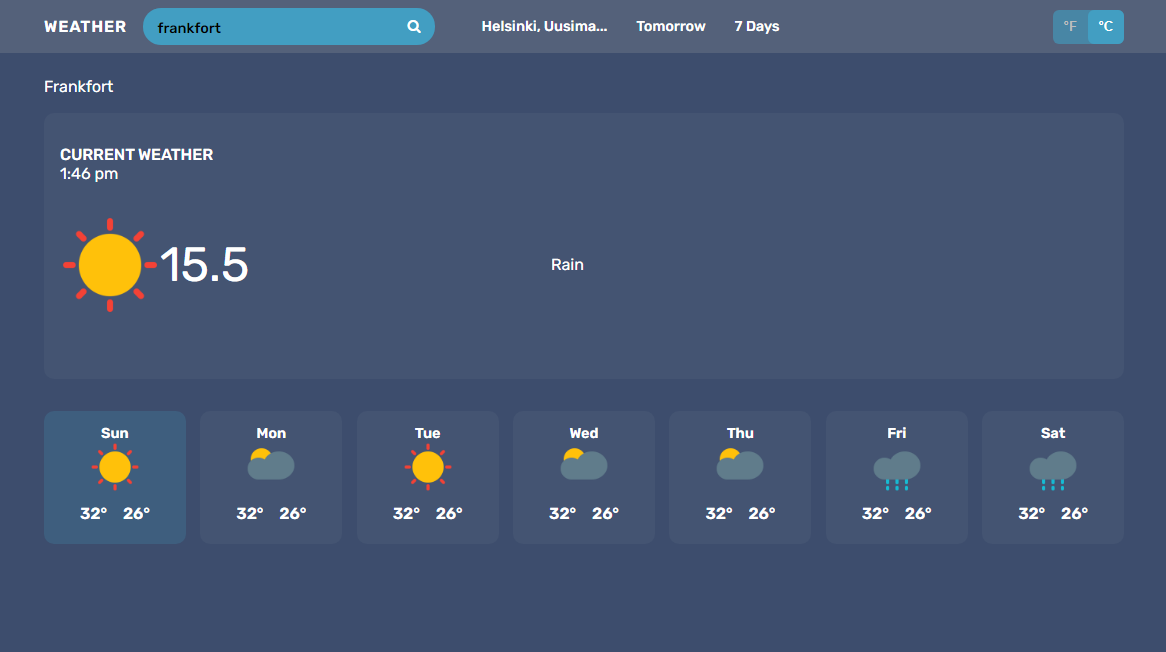 WEATHER frankfort Helsinki, Uusima... Tomorrow 7 Days °F °C
Frankfort
CURRENT WEATHER
1:46 pm
15.5 Rain
Sun Mon Tue Wed Thu Fri Sat
32° 26° 32° 26° 32° 26° 32° 26° 32° 26° 32° 26° 32° 26°